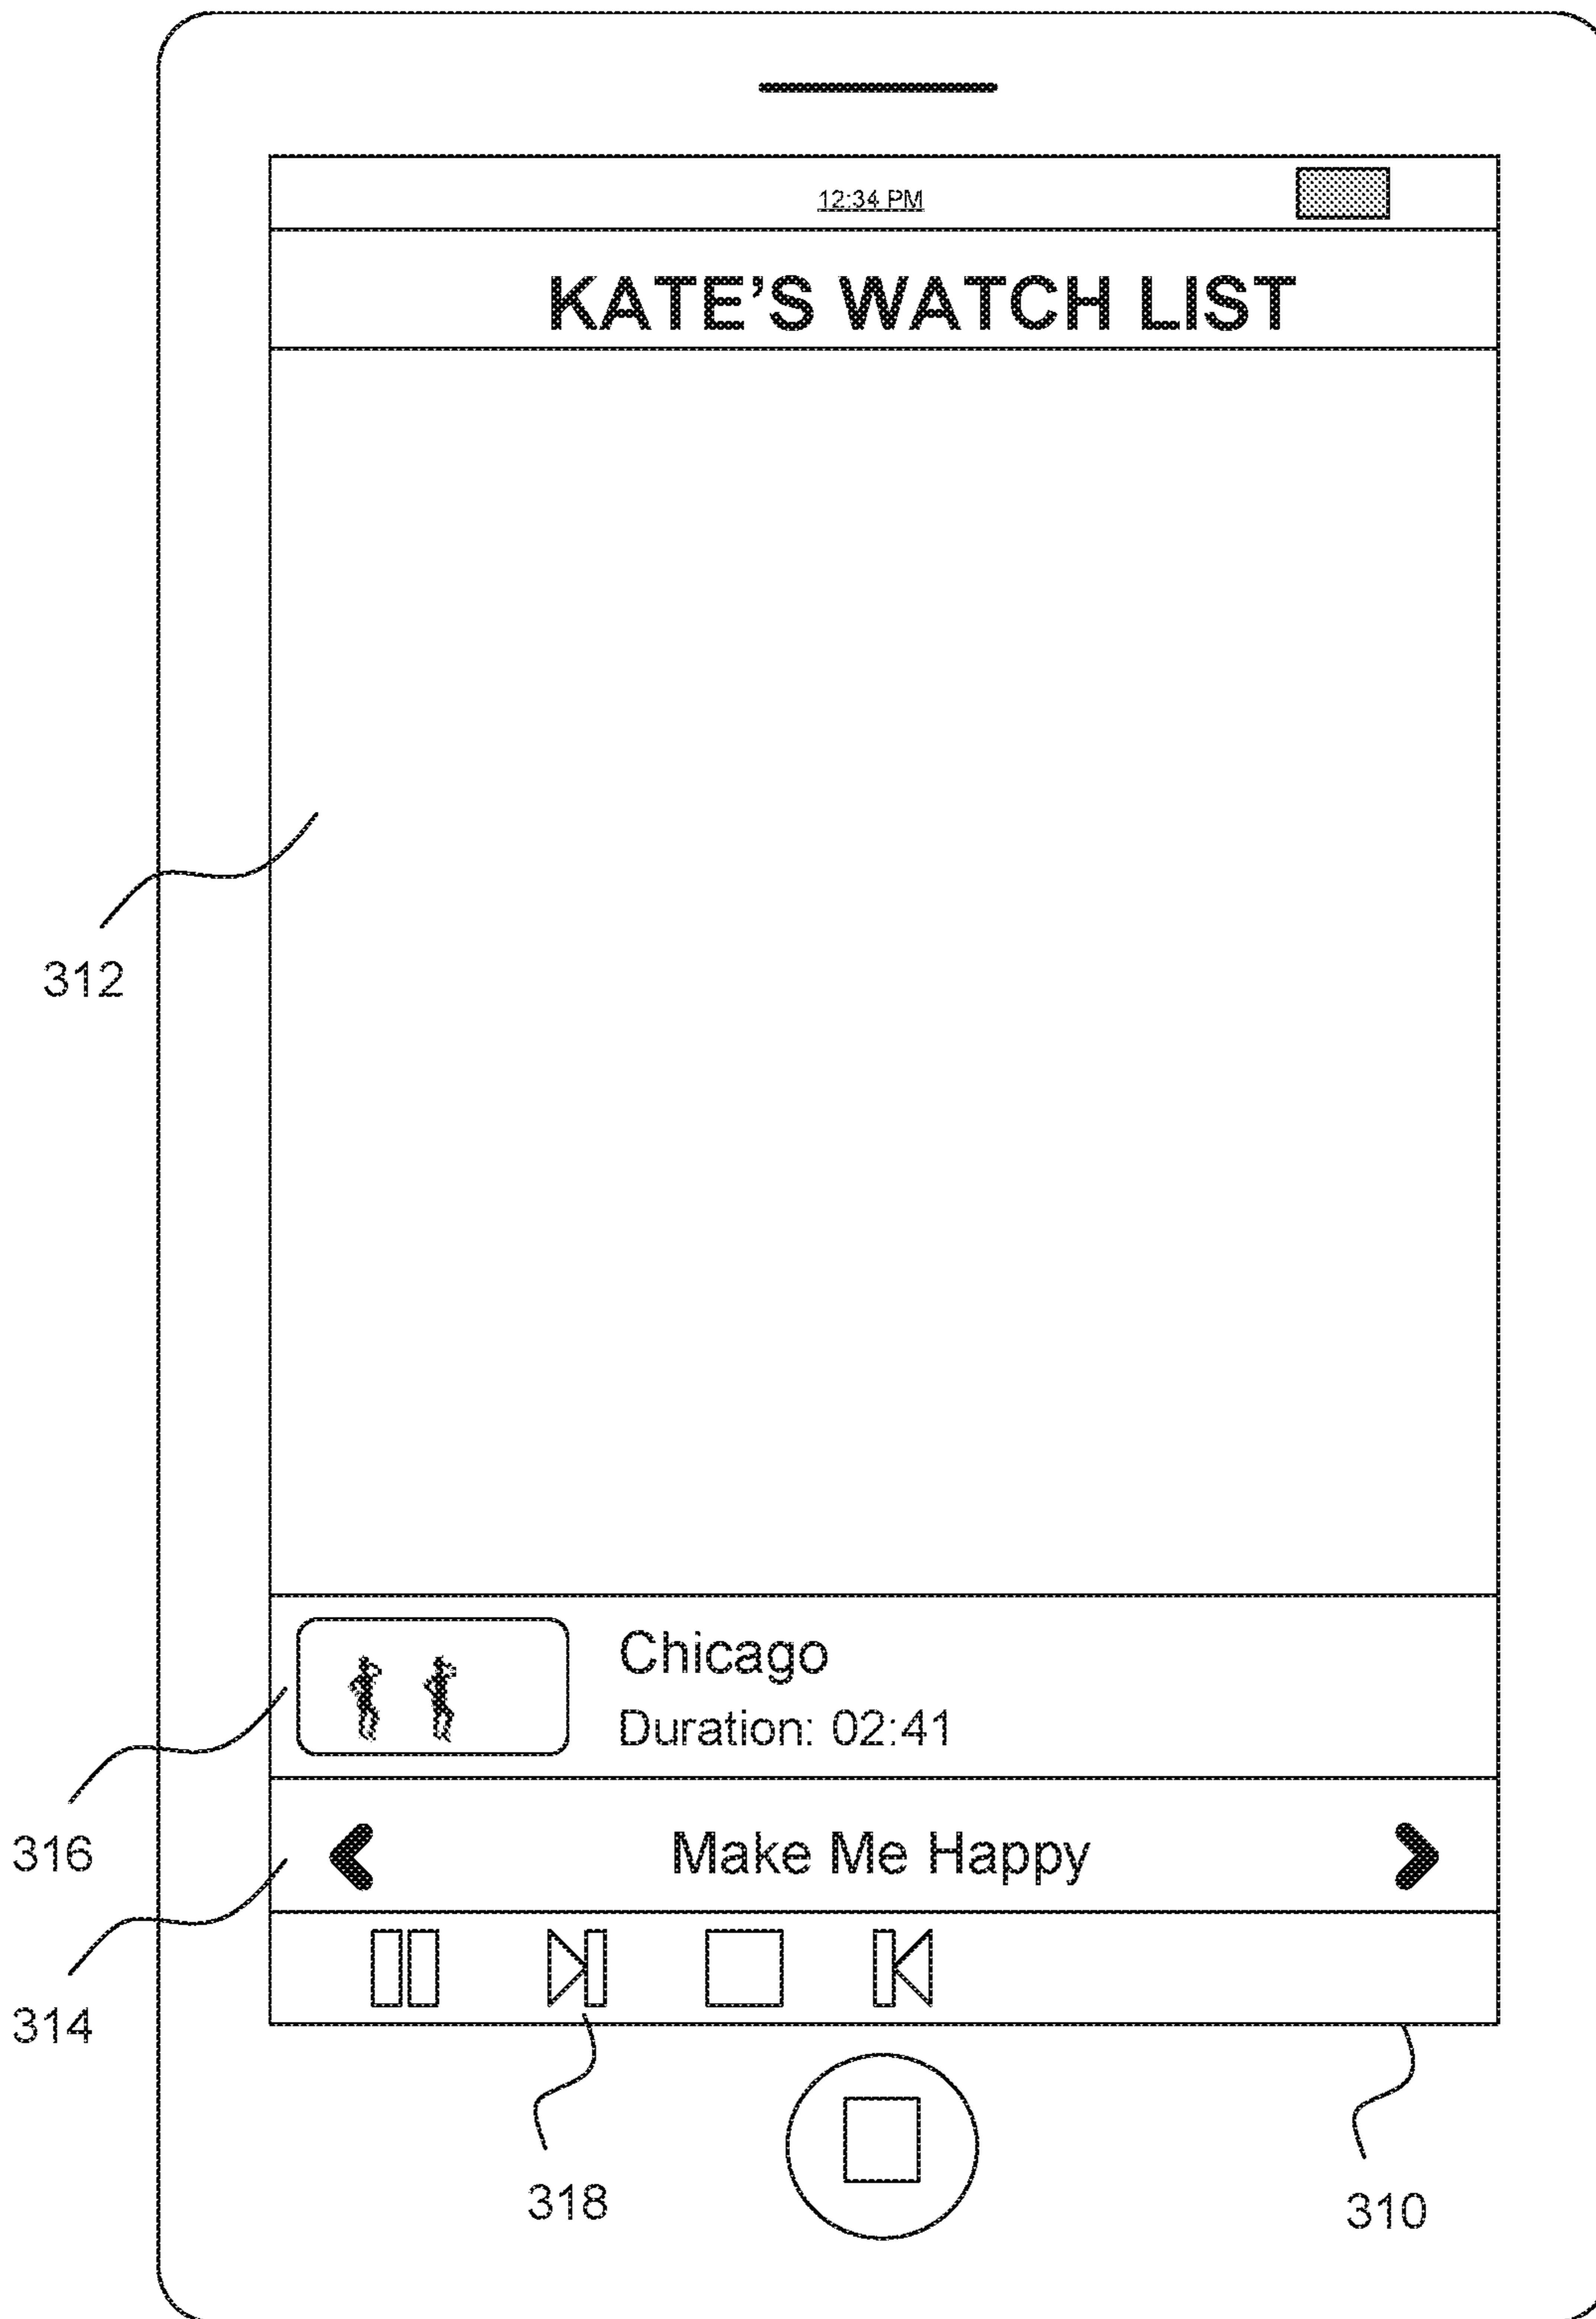 12:34 PM
KATE'S WATCH LIST
312
Chicago
Duration: 02:41
316
Make Me Happy
314
318
310